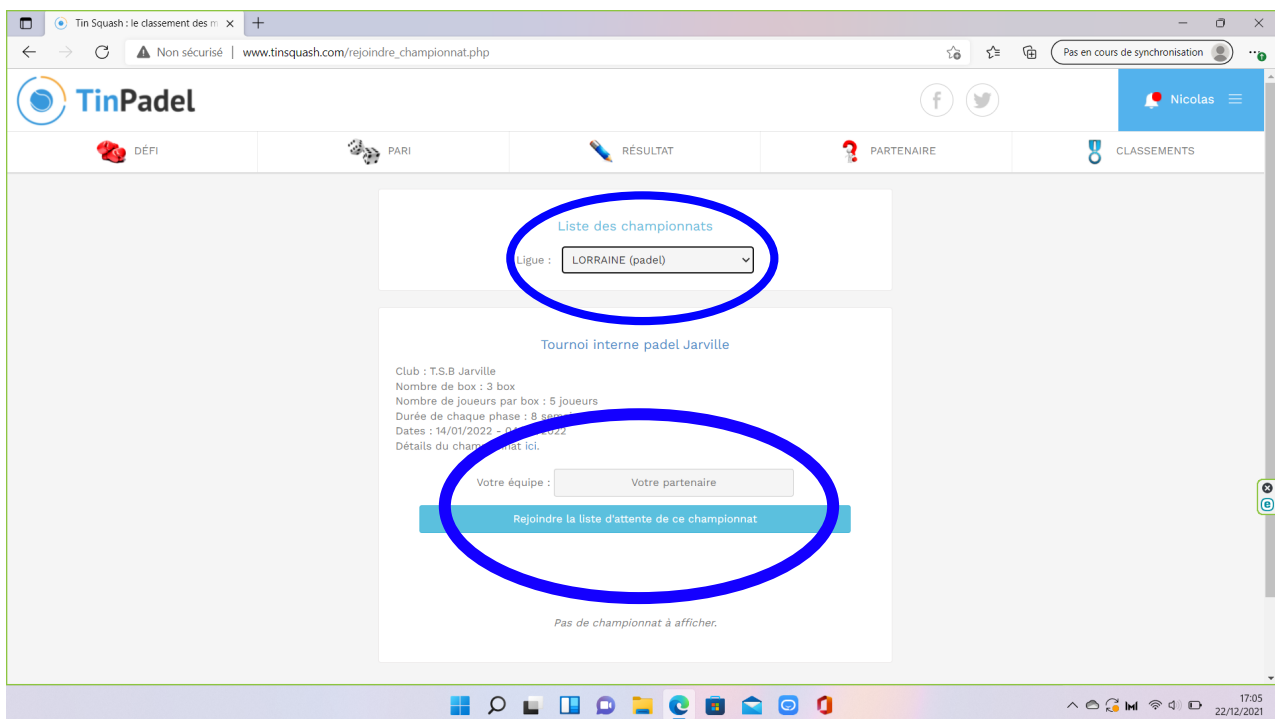 Tin Squash : le classement des m
Non sécurisé | www.tinsquash.com/rejoindre_championnat.php
Pas en cours de synchronisation
TinPadel
Nicolas
DÉFI
PARI
RÉSULTAT
PARTENAIRE
CLASSEMENTS
Liste des championnats
Ligue : LORRAINE (padel)
Tournoi interne padel Jarville
Club : T.S.B Jarville
Nombre de box : 3 box
Nombre de joueurs par box : 5 joueurs
Durée de chaque phase : 8
Dates : 14/01/2022 -
Détails du ici.
Votre équipe : Votre partenaire
Rejoindre la liste d'attente de ce championnat
Pas de championnat à afficher.
17:05
22/12/2021